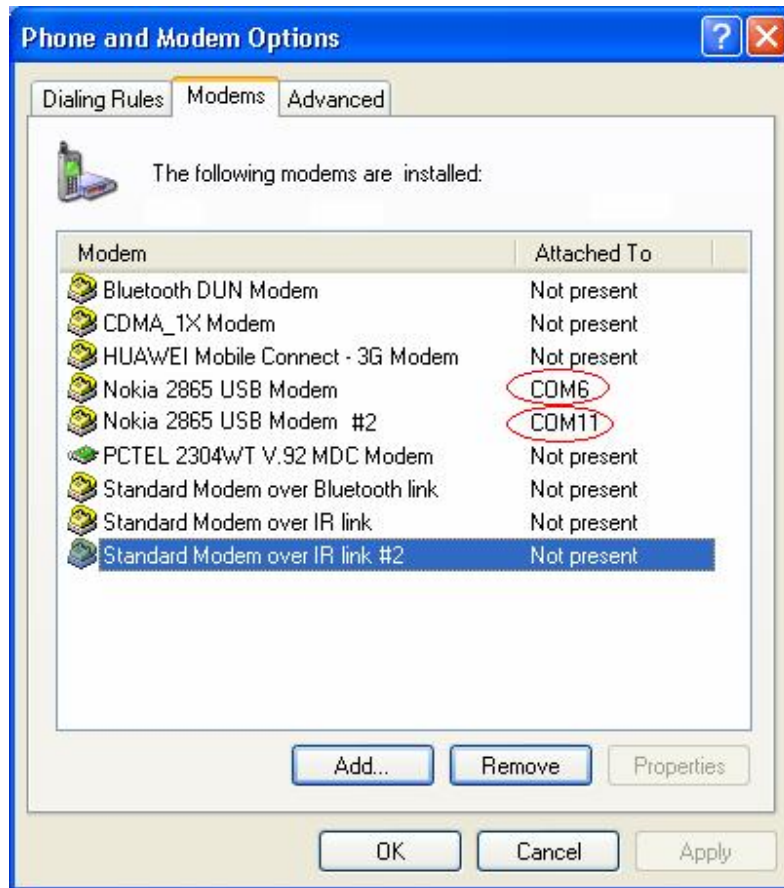 Phone and Modem Options
Dialing Rules Modems Advanced
The following modems are installed:
Modem Attached To
Bluetooth DUN Modem Not present
CDMA_1X Modem Not present
HUAWEI Mobile Connect - 3G Modem Not present
Nokia 2865 USB Modem COM6
Nokia 2865 USB Modem #2 COM11
PCTEL 2304WT V.92 MDC Modem Not present
Standard Modem over Bluetooth link Not present
Standard Modem over IR link Not present
Standard Modem over IR link #2 Not present
Add... Remove Properties
OK Cancel Apply